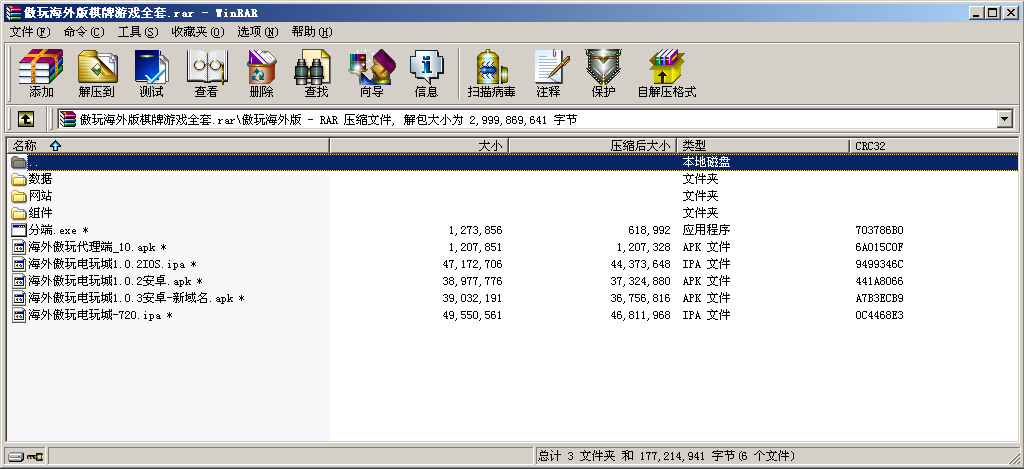 傲玩海外版棋牌游戏全套.rar - WinRAR
文件(F) 命令(C) 工具(S) 收藏夹(O) 选项(N) 帮助(H)
添加 解压到 测试 查看 删除 查找 向导 信息 扫描病毒 注释 保护 自解压格式
傲玩海外版棋牌游戏全套.rar\傲玩海外版 - RAR 压缩文件, 解包大小为 2,999,869,641 字节
名称 大小 压缩后大小 类型 CRC32
.. 本地磁盘
数据 文件夹
网站 文件夹
组件 文件夹
分端.exe * 1,273,856 618,992 应用程序 703786B0
海外傲玩代理端_10.apk * 1,207,851 1,207,328 APK 文件 6A015C0F
海外傲玩电玩城1.0.2IOS.ipa * 47,172,706 44,373,648 IPA 文件 9499346C
海外傲玩电玩城1.0.2安卓.apk * 38,977,776 37,324,880 APK 文件 441A8066
海外傲玩电玩城1.0.3安卓-新域名.apk * 39,032,191 36,756,816 APK 文件 A7B3ECB9
海外傲玩电玩城-720.ipa * 49,550,561 46,811,968 IPA 文件 0C4468E3
总计 3 文件夹 和 177,214,941 字节(6 个文件)